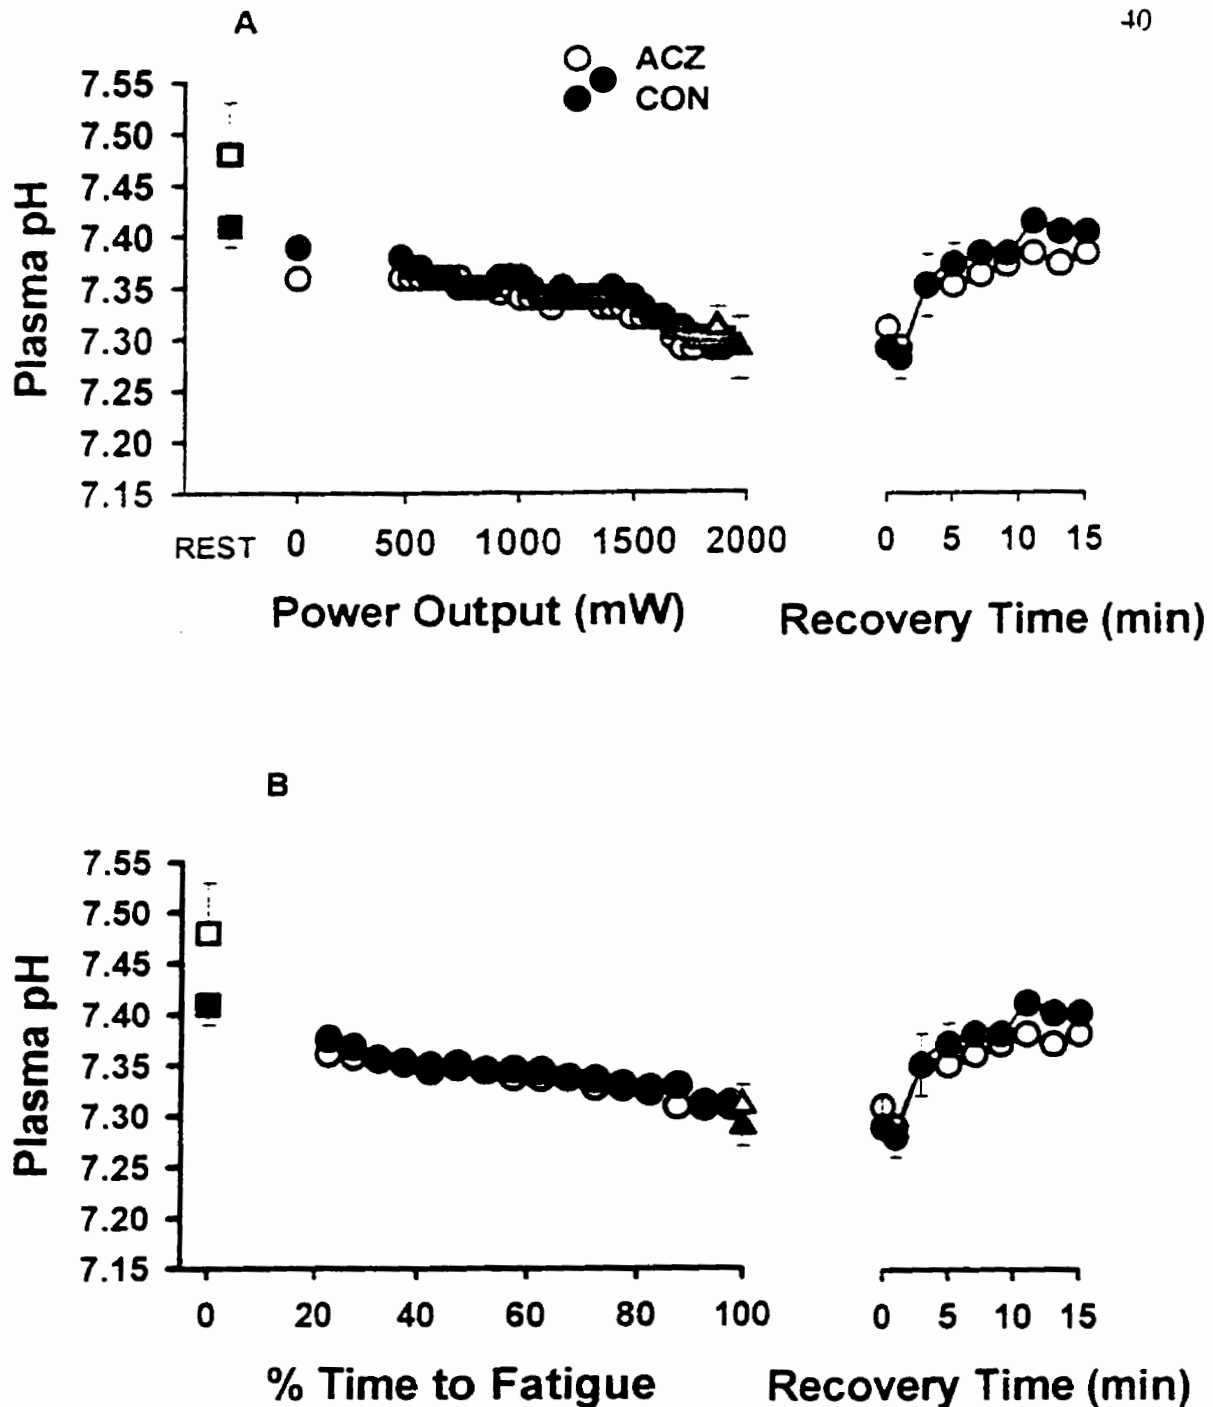 A
40
ACZ
CON
7.55
7.50
7.45
7.40
7.35
7.30
7.25
7.20
7.15
Plasma pH
REST 0 500 1000 1500 2000
0 5 10 15
Power Output (mW)
Recovery Time (min)
B
7.55
7.50
7.45
7.40
7.35
7.30
7.25
7.20
7.15
Plasma pH
0 20 40 60 80 100
0 5 10 15
% Time to Fatigue
Recovery Time (min)